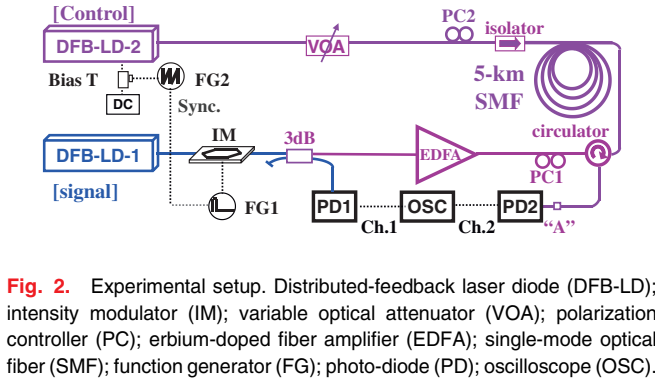 [Control]
DFB-LD-2
VOA
PC2
isolator
5-km
SMF
Bias T
FG2
DC
Sync.
IM
3dB
EDFA
circulator
PC1
DFB-LD-1
[signal]
FG1
PD1
OSC
PD2
Ch.1
Ch.2
“A”
Fig. 2. Experimental setup. Distributed-feedback laser diode (DFB-LD);
intensity modulator (IM); variable optical attenuator (VOA); polarization
controller (PC); erbium-doped fiber amplifier (EDFA); single-mode optical
fiber (SMF); function generator (FG); photo-diode (PD); oscilloscope (OSC).